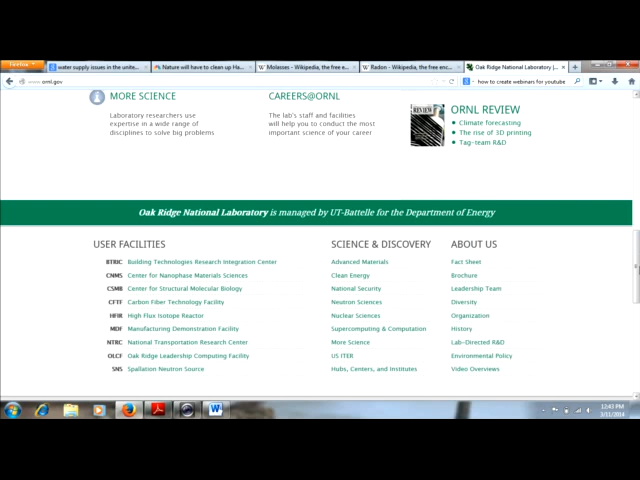 Firefox
water supply issues in the unite...
Nature will have to clean up Ha...
Molasses - Wikipedia, the free e...
Radon - Wikipedia, the free enc...
Oak Ridge National Laboratory |...
www.ornl.gov
how to create webinars for youtube
MORE SCIENCE
Laboratory researchers use
expertise in a wide range of
disciplines to solve big problems
CAREERS@ORNL
The lab's staff and facilities
will help you to conduct the most
important science of your career
REVIEW
ORNL REVIEW
Climate forecasting
The rise of 3D printing
Tag-team R&D
Oak Ridge National Laboratory is managed by UT-Battelle for the Department of Energy
USER FACILITIES
BTRIC Building Technologies Research Integration Center
CNMS Center for Nanophase Materials Sciences
CSMB Center for Structural Molecular Biology
CFTF Carbon Fiber Technology Facility
HFIR High Flux Isotope Reactor
MDF Manufacturing Demonstration Facility
NTRC National Transportation Research Center
OLCF Oak Ridge Leadership Computing Facility
SNS Spallation Neutron Source
SCIENCE & DISCOVERY
Advanced Materials
Clean Energy
National Security
Neutron Sciences
Nuclear Sciences
Supercomputing & Computation
More Science
US ITER
Hubs, Centers, and Institutes
ABOUT US
Fact Sheet
Brochure
Leadership Team
Diversity
Organization
History
Lab-Directed R&D
Environmental Policy
Video Overviews
12:43 PM
3/11/2014